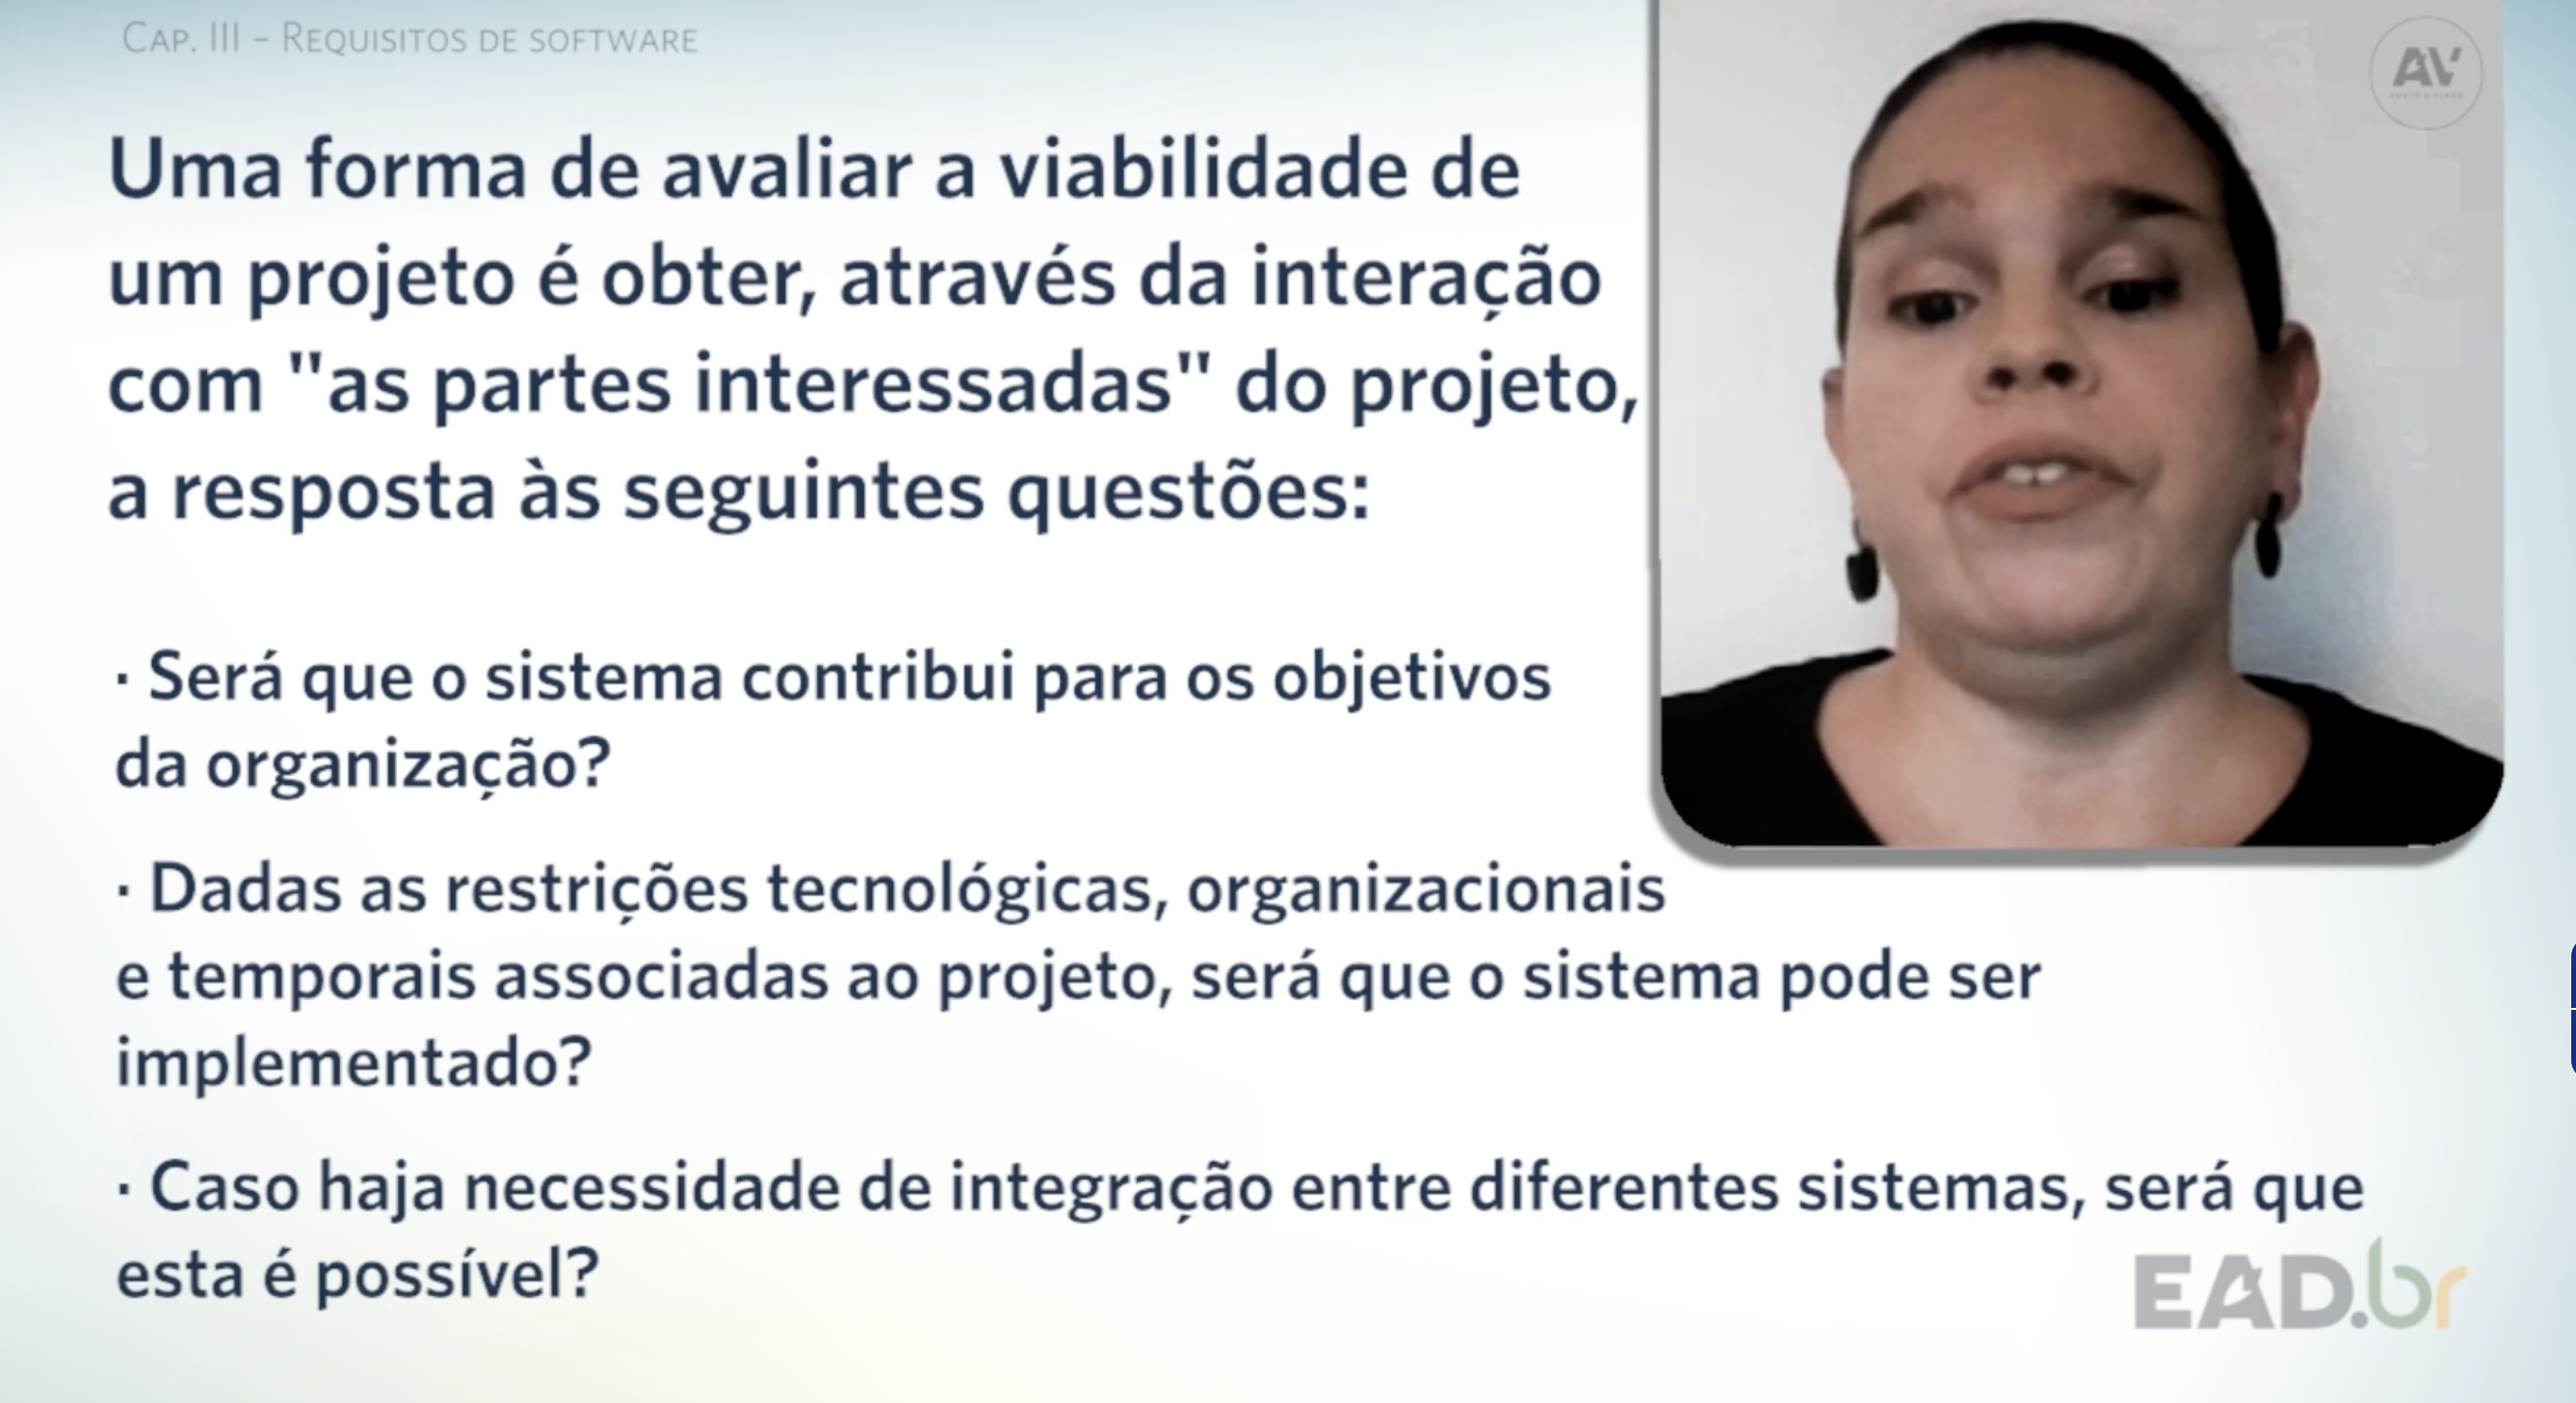 CAP. III – REQUISITOS DE SOFTWARE
Uma forma de avaliar a viabilidade de
um projeto é obter, através da interação
com "as partes interessadas" do projeto,
a resposta às seguintes questões:
· Será que o sistema contribui para os objetivos
da organização?
· Dadas as restrições tecnológicas, organizacionais
e temporais associadas ao projeto, será que o sistema pode ser
implementado?
· Caso haja necessidade de integração entre diferentes sistemas, será que
esta é possível?
AV
EAD.br